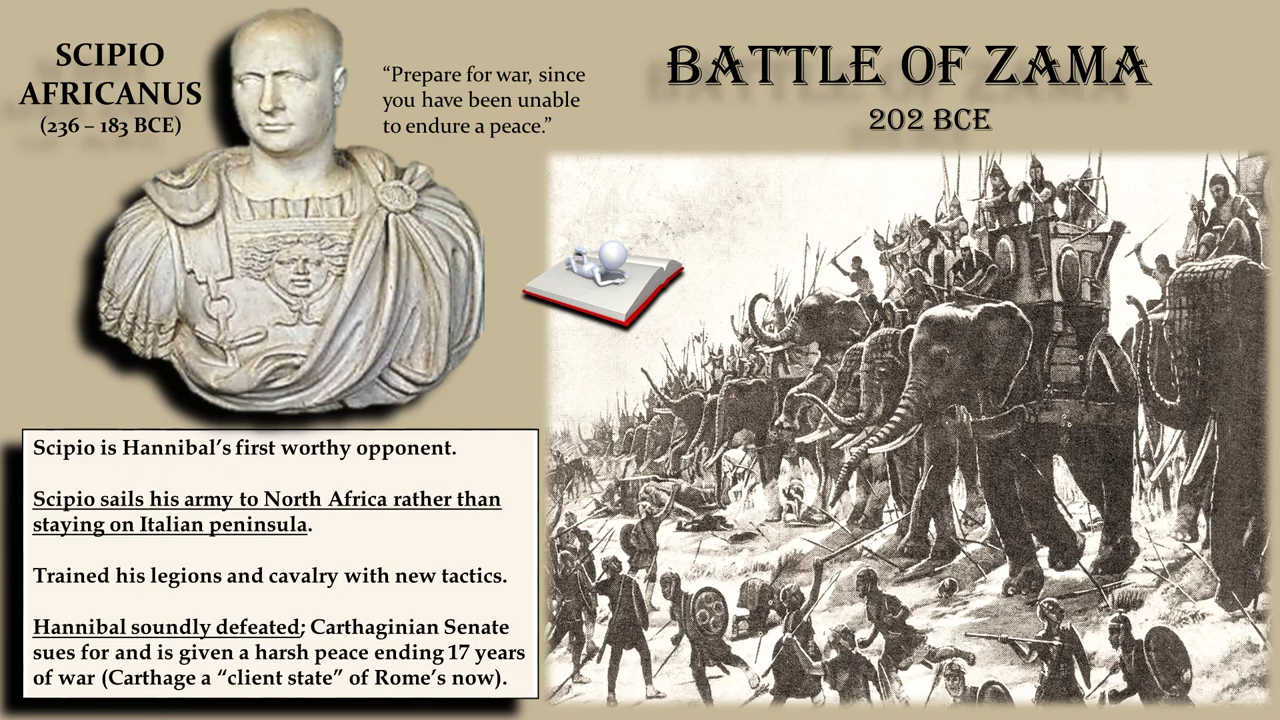 SCIPIO
AFRICANUS
(236 – 183 BCE)
“Prepare for war, since
you have been unable
to endure a peace.”
BATTLE OF ZAMA
202 BCE
Scipio is Hannibal’s first worthy opponent.
Scipio sails his army to North Africa rather than
staying on Italian peninsula.
Trained his legions and cavalry with new tactics.
Hannibal soundly defeated; Carthaginian Senate
sues for and is given a harsh peace ending 17 years
of war (Carthage a “client state” of Rome’s now).